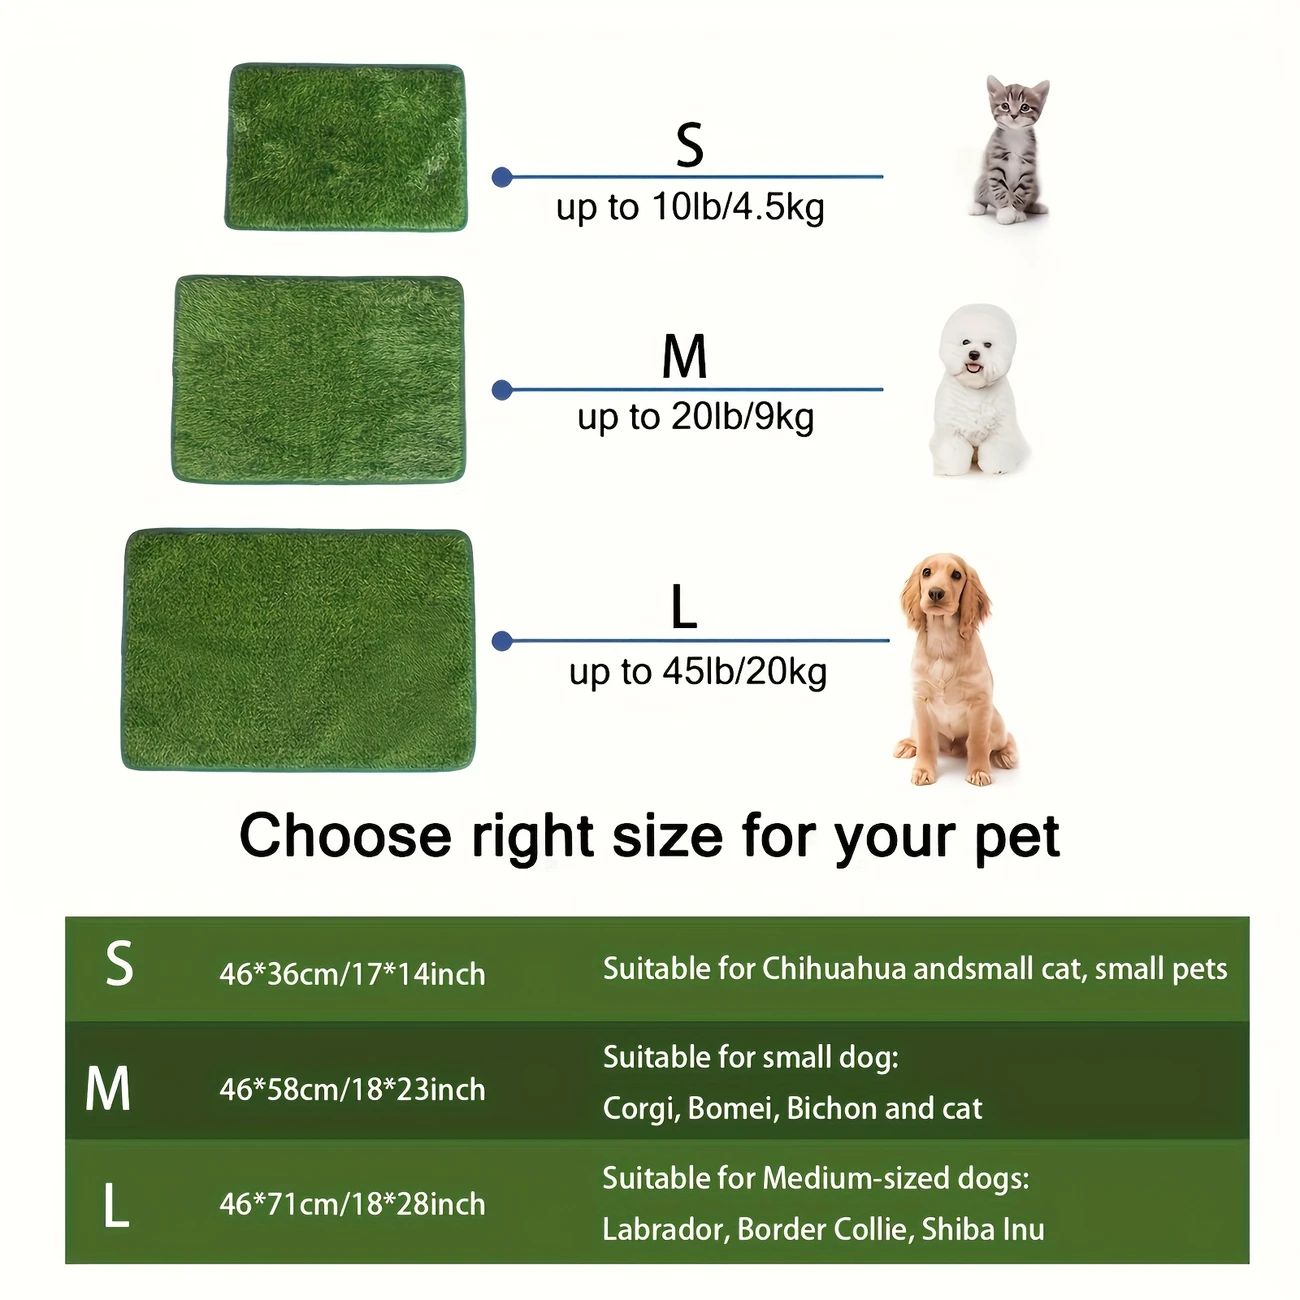 S
up to 10lb/4.5kg
M
up to 20lb/9kg
L
up to 45lb/20kg
Choose right size for your pet
S 46*36cm/17*14inch Suitable for Chihuahua andsmall cat, small pets
M 46*58cm/18*23inch Suitable for small dog:
Corgi, Bomei, Bichon and cat
L 46*71cm/18*28inch Suitable for Medium-sized dogs:
Labrador, Border Collie, Shiba Inu